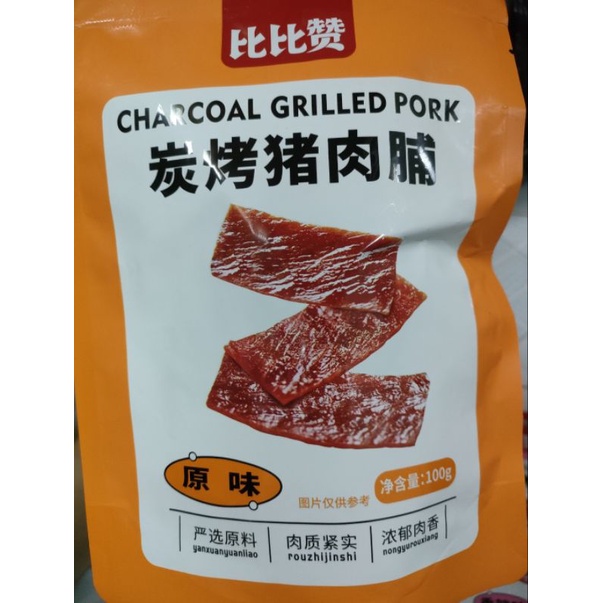 比比赞
CHARCOAL GRILLED PORK
炭烤猪肉脯
原味
净含量:100g
图片仅供参考
严选原料
yanxuanyuanliao
肉质紧实
rouzhijinshi
浓郁肉香
nongyurouxiang